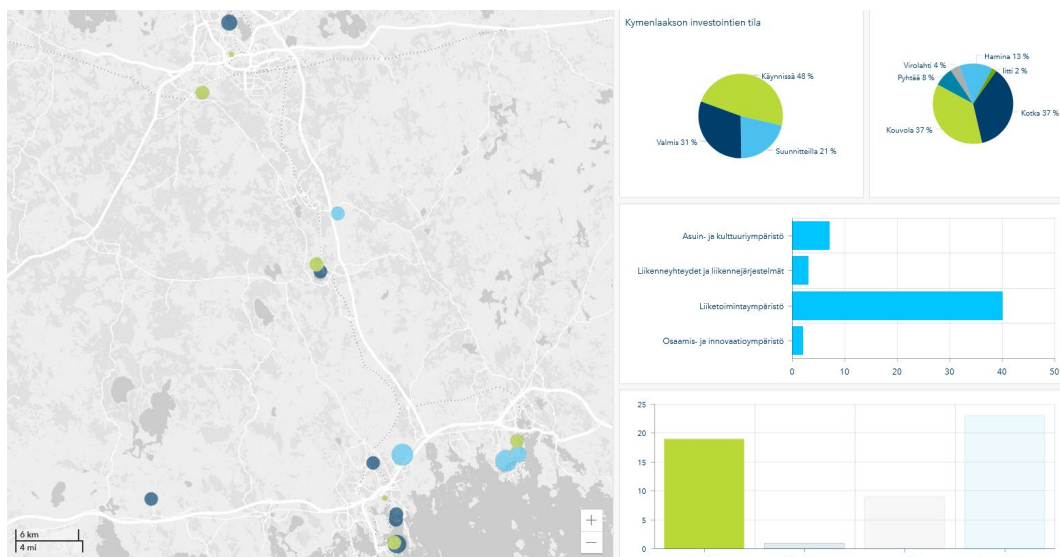 Kymenlaakson investointien tila
Käynnissä 48 %
Valmis 31 %
Suunnitteilla 21 %
Hamina 13 %
Virolahti 4 %
Iitti 2 %
Pyhtää 8 %
Kotka 37 %
Kouvola 37 %
Asuin- ja kulttuuriympäristö
Liikenneyhteydet ja liikennejärjestelmät
Liiketoimintaympäristö
Osaamis- ja innovaatioympäristö
0 10 20 30 40 50
25
20
15
10
5
0
6 km
4 mi
+
−